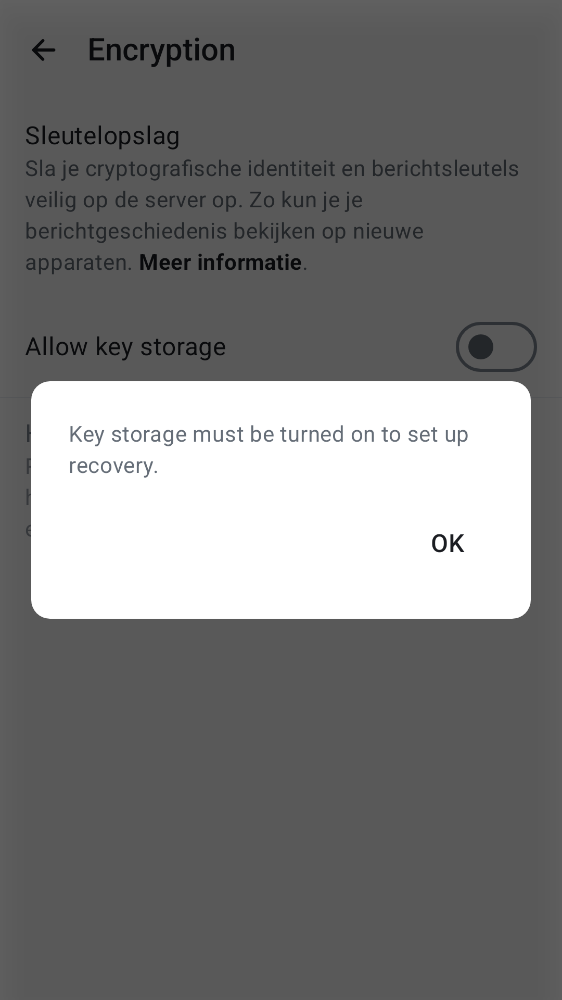 Encryption
Sleutelopslag
Sla je cryptografische identiteit en berichtsleutels
veilig op de server op. Zo kun je je
berichtgeschiedenis bekijken op nieuwe
apparaten. Meer informatie.
Allow key storage
Key storage must be turned on to set up
recovery.
OK